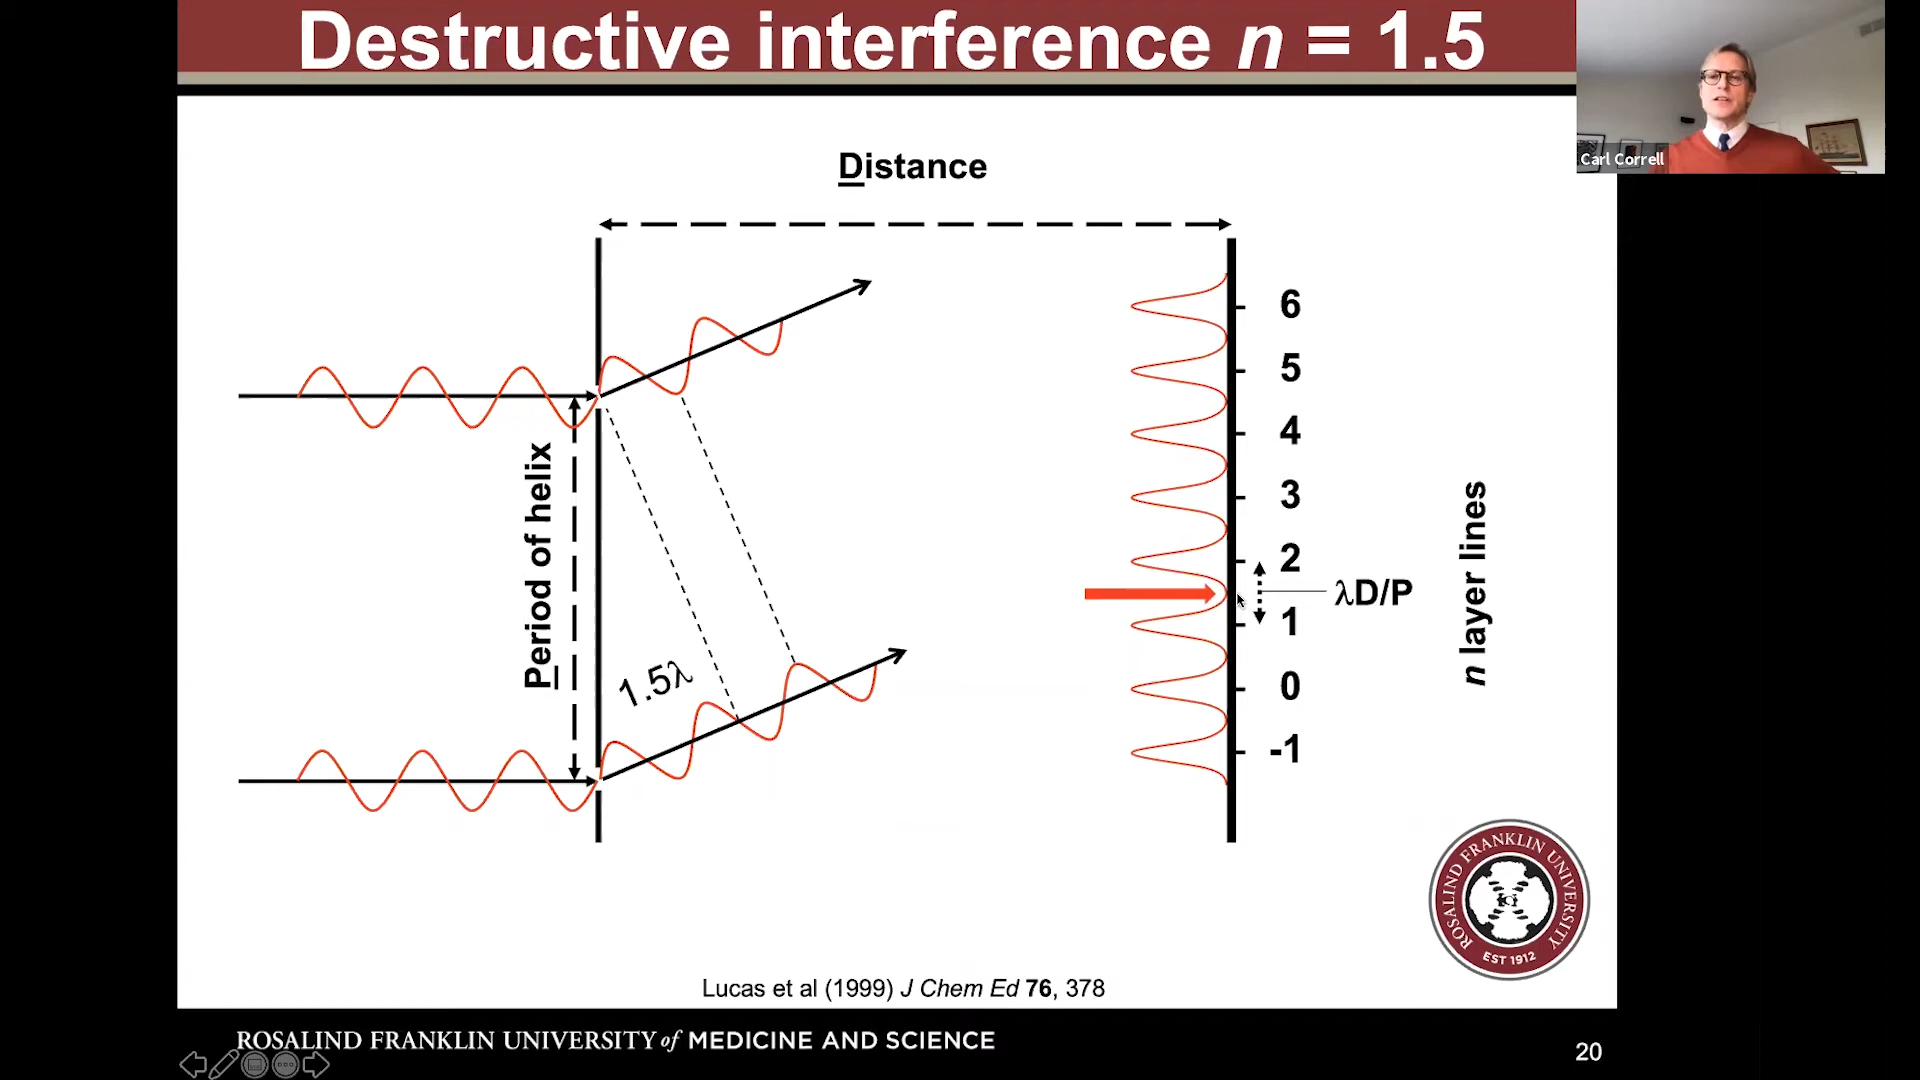 Destructive interference n = 1.5
Carl Correll
Distance
Period of helix
1.5λ
6
5
4
3
2
1
0
-1
λD/P
n layer lines
ROSALIND FRANKLIN UNIVERSITY
EST 1912
Lucas et al (1999) J Chem Ed 76, 378
ROSALIND FRANKLIN UNIVERSITY of MEDICINE AND SCIENCE
20